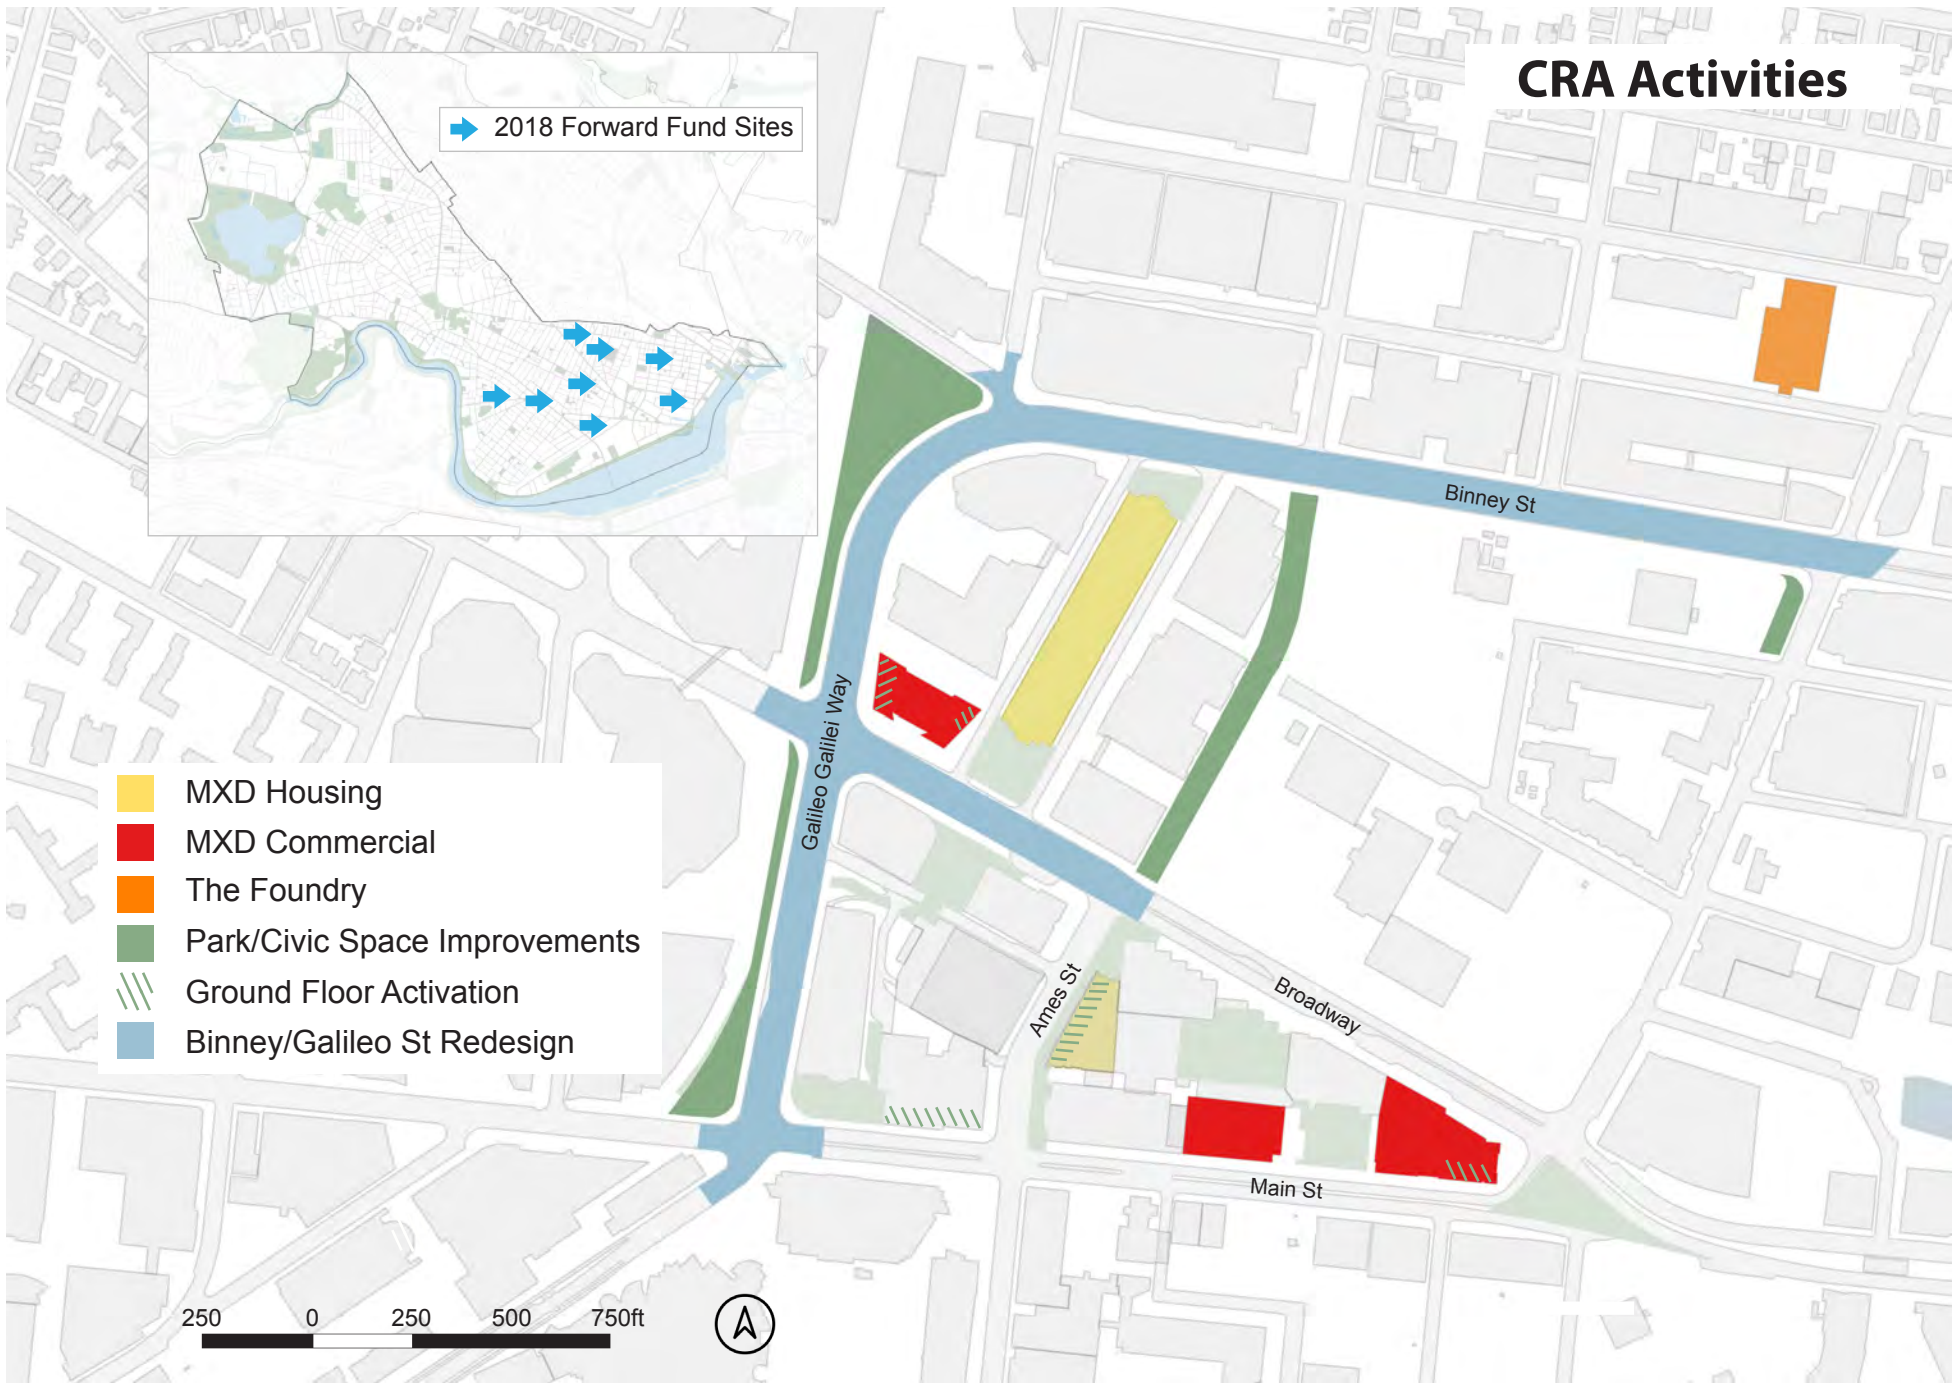 CRA Activities
2018 Forward Fund Sites
Binney St
Galileo Galilei Way
MXD Housing
MXD Commercial
The Foundry
Park/Civic Space Improvements
Ground Floor Activation
Binney/Galileo St Redesign
Ames St
Broadway
Main St
250 0 250 500 750ft